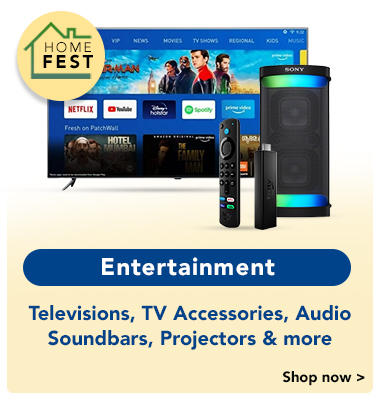 HOME
FEST
VIP NEWS MOVIES TV SHOWS REGIONAL KIDS MUSIC
NETFLIX YouTube Disney+ hotstar Spotify prime video
Fresh on PatchWall
HOTEL MUMBAI THE FAMILY MAN
SONY
Entertainment
Televisions, TV Accessories, Audio
Soundbars, Projectors & more
Shop now >